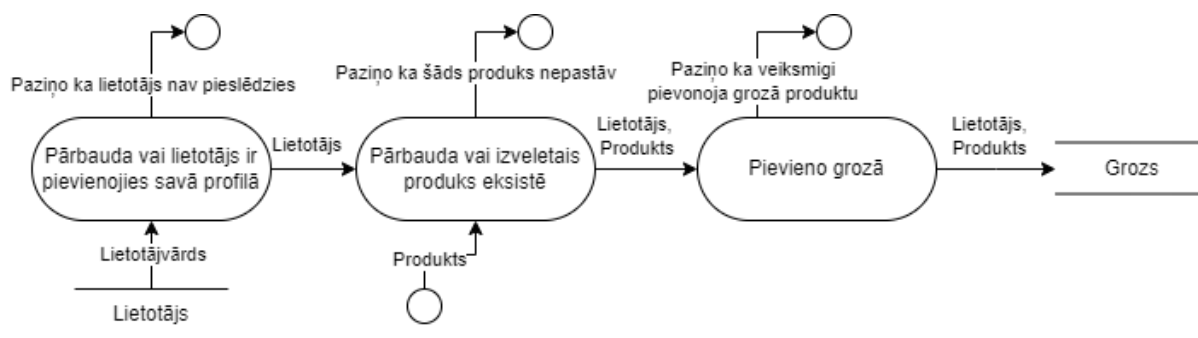 Paziņo ka lietotājs nav pieslēdzies
Pārbauda vai lietotājs ir
pievienojies savā profilā
Lietotājvārds
Lietotājs
Lietotājs
Paziņo ka šāds produks nepastāv
Pārbauda vai izveletais
produks eksistē
Produkts
Lietotājs,
Produkts
Paziņo ka veiksmigi
pievonoja grozā produktu
Pievieno grozā
Lietotājs,
Produkts
Grozs